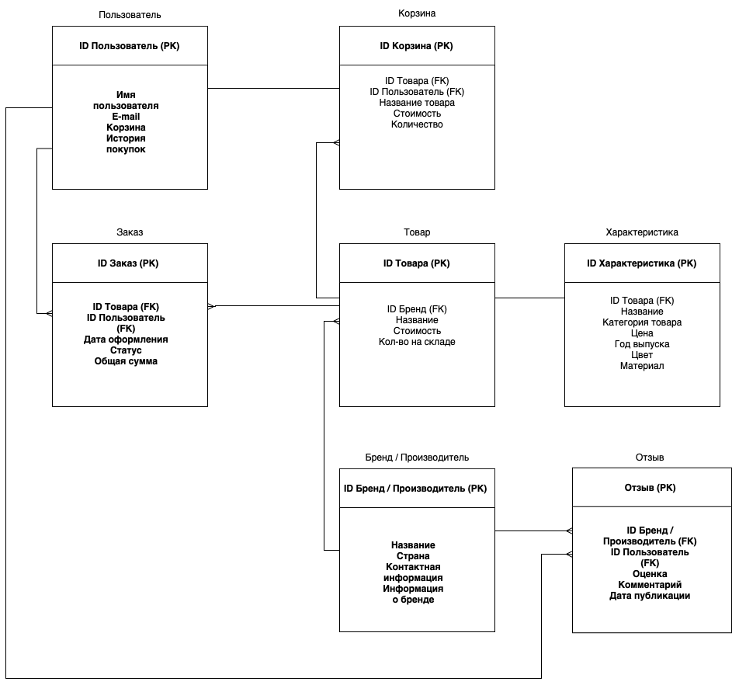 Пользователь
ID Пользователь (PK)
Имя
пользователя
E-mail
Корзина
История
покупок
Корзина
ID Корзина (PK)
ID Товара (FK)
ID Пользователь (FK)
Название товара
Стоимость
Количество
Заказ
ID Заказ (PK)
ID Товара (FK)
ID Пользователь
(FK)
Дата оформления
Статус
Общая сумма
Товар
ID Товара (PK)
ID Бренд (FK)
Название
Стоимость
Кол-во на складе
Характеристика
ID Характеристика (PK)
ID Товара (FK)
Название
Категория товара
Цена
Год выпуска
Цвет
Материал
Бренд / Производитель
ID Бренд / Производитель (PK)
Название
Страна
Контактная
информация
Информация
о бренде
Отзыв
Отзыв (PK)
ID Бренд /
Производитель (FK)
ID Пользователь
(FK)
Оценка
Комментарий
Дата публикации